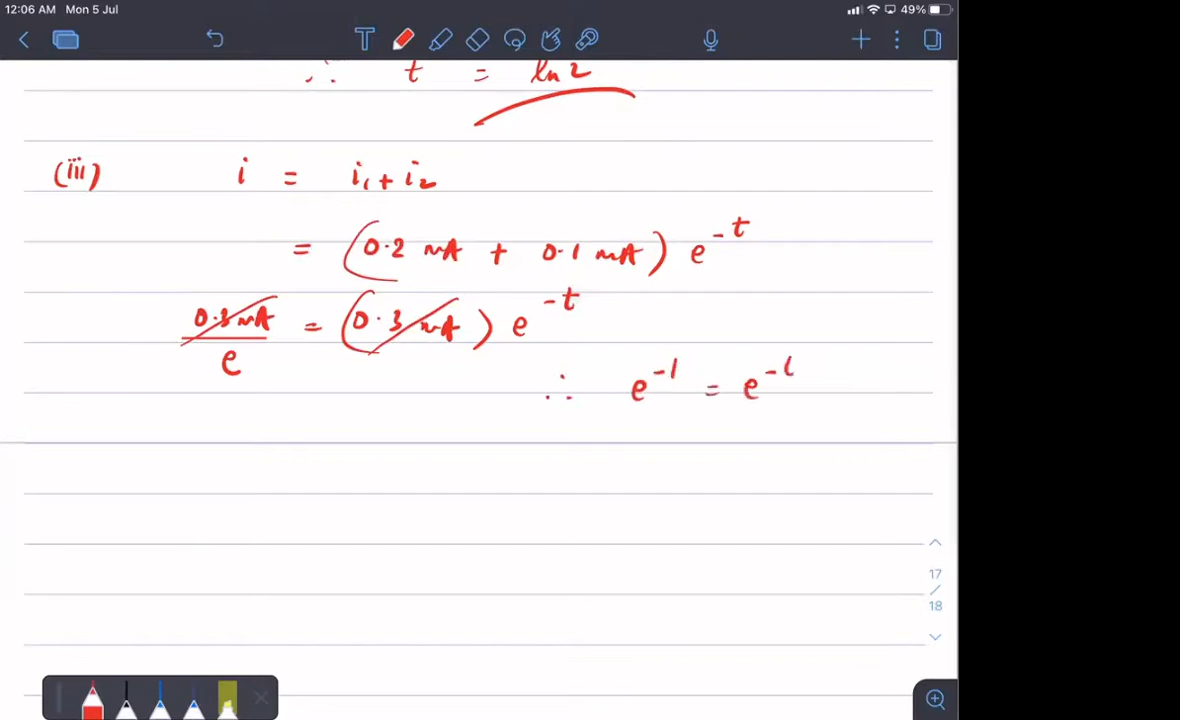 12:06 AM Mon 5 Jul 49%
∴ t = ln 2
(iii) i = i₁ + i₂
= (0.2 mA + 0.1 mA) e^-t
0.3 mA / e = (0.3 mA) e^-t
∴ e^-1 = e^-t
17
/
18